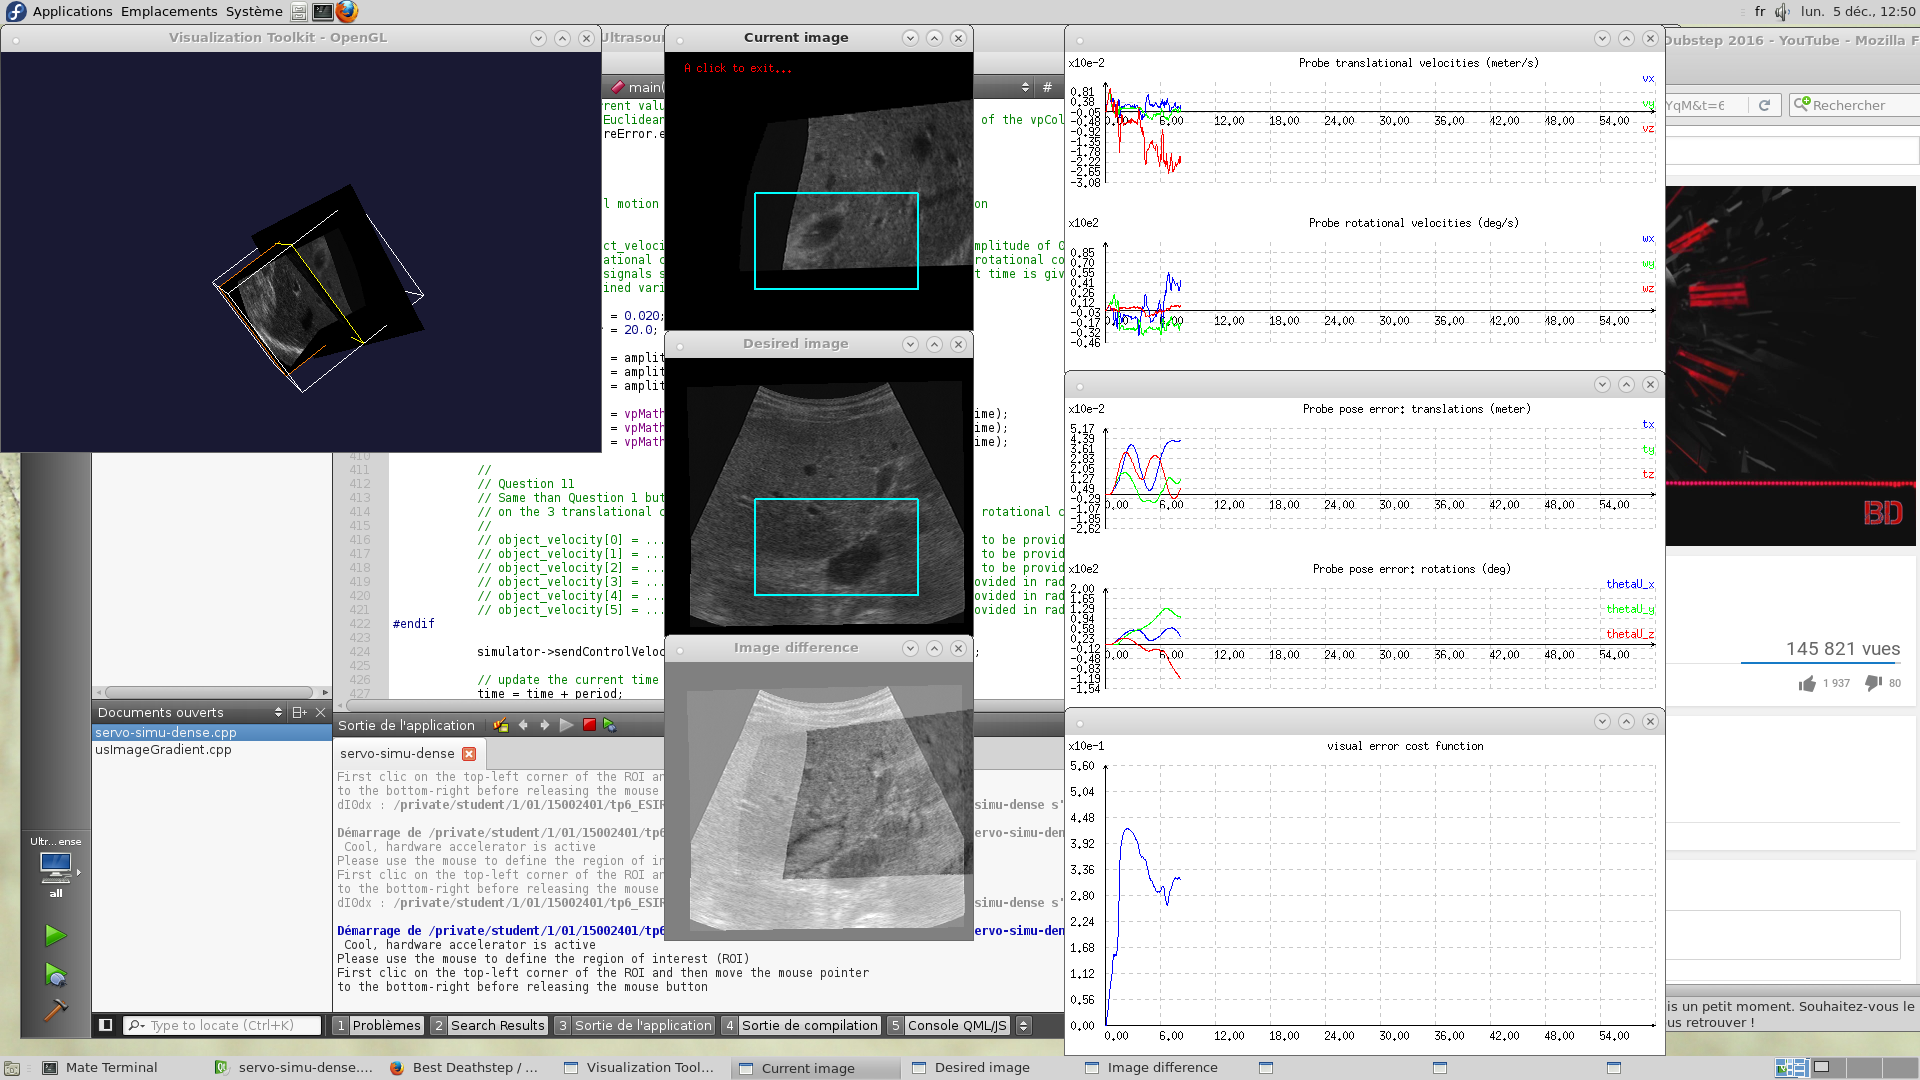 Applications Emplacements Système
fr lun. 5 déc., 12:50
Visualization Toolkit - OpenGL
Current image
A click to exit...
Desired image
Image difference
Dubstep 2016 - YouTube - Mozilla F
YqM&t=6
Rechercher
main(
#
of the vpCol
l motion
= 0.020;
= 20.0;
= amplit
= amplit
= amplit
= vpMath
= vpMath
= vpMath
ime);
ime);
ime);
410
411 //
412 // Question 11
413 // Same than Question 1 but
414 // on the 3 translational c
rotational c
415 //
416 // object_velocity[0] = ...
to be provid
417 // object_velocity[1] = ...
to be provid
418 // object_velocity[2] = ...
to be provid
419 // object_velocity[3] = ...
ovided in rad
420 // object_velocity[4] = ...
ovided in rad
421 // object_velocity[5] = ...
ovided in rad
422 #endif
423
424 simulator->sendControlVeloc
425
426 // update the current time
427 time = time + period;
Documents ouverts
servo-simu-dense.cpp
usImageGradient.cpp
Sortie de l'application
servo-simu-dense
First clic on the top-left corner of the ROI an
to the bottom-right before releasing the mouse
dIOdx : /private/student/1/01/15002401/tp6_ESIR
simu-dense s'
Démarrage de /private/student/1/01/15002401/tp6
ervo-simu-den
Cool, hardware accelerator is active
Please use the mouse to define the region of in
First clic on the top-left corner of the ROI an
to the bottom-right before releasing the mouse
dIOdx : /private/student/1/01/15002401/tp6_ESIR
simu-dense s'
Démarrage de /private/student/1/01/15002401/tp6
ervo-simu-den
Cool, hardware accelerator is active
Please use the mouse to define the region of interest (ROI)
First clic on the top-left corner of the ROI and then move the mouse pointer
to the bottom-right before releasing the mouse button
Ultr...ense
all
Type to locate (Ctrl+K)
1 Problèmes
2 Search Results
3 Sortie de l'application
4 Sortie de compilation
5 Console QML/JS
x10e-2
Probe translational velocities (meter/s)
vx
vy
vz
0.81
0.38
-0.05
-0.48
-0.92
-1.35
-1.78
-2.22
-2.65
-3.08
0.00 6.00 12.00 18.00 24.00 30.00 36.00 42.00 48.00 54.00
x10e2
Probe rotational velocities (deg/s)
wx
wy
wz
0.85
0.70
0.55
0.41
0.26
0.12
-0.03
-0.17
-0.32
-0.46
0.00 6.00 12.00 18.00 24.00 30.00 36.00 42.00 48.00 54.00
x10e-2
Probe pose error: translations (meter)
tx
ty
tz
5.17
4.39
3.61
2.83
2.05
1.27
0.49
-0.29
-1.07
-1.85
-2.62
0.00 6.00 12.00 18.00 24.00 30.00 36.00 42.00 48.00 54.00
x10e2
Probe pose error: rotations (deg)
thetaU_x
thetaU_y
thetaU_z
2.00
1.65
1.29
0.94
0.58
0.23
-0.12
-0.48
-0.83
-1.19
-1.54
0.00 6.00 12.00 18.00 24.00 30.00 36.00 42.00 48.00 54.00
x10e-1
visual error cost function
5.60
5.04
4.48
3.92
3.36
2.80
2.24
1.68
1.12
0.56
0.00
0.00 6.00 12.00 18.00 24.00 30.00 36.00 42.00 48.00 54.00
BD
145 821 vues
1 937
80
is un petit moment. Souhaitez-vous le
us retrouver !
Mate Terminal
servo-simu-dense....
Best Deathstep / ...
Visualization Tool...
Current image
Desired image
Image difference